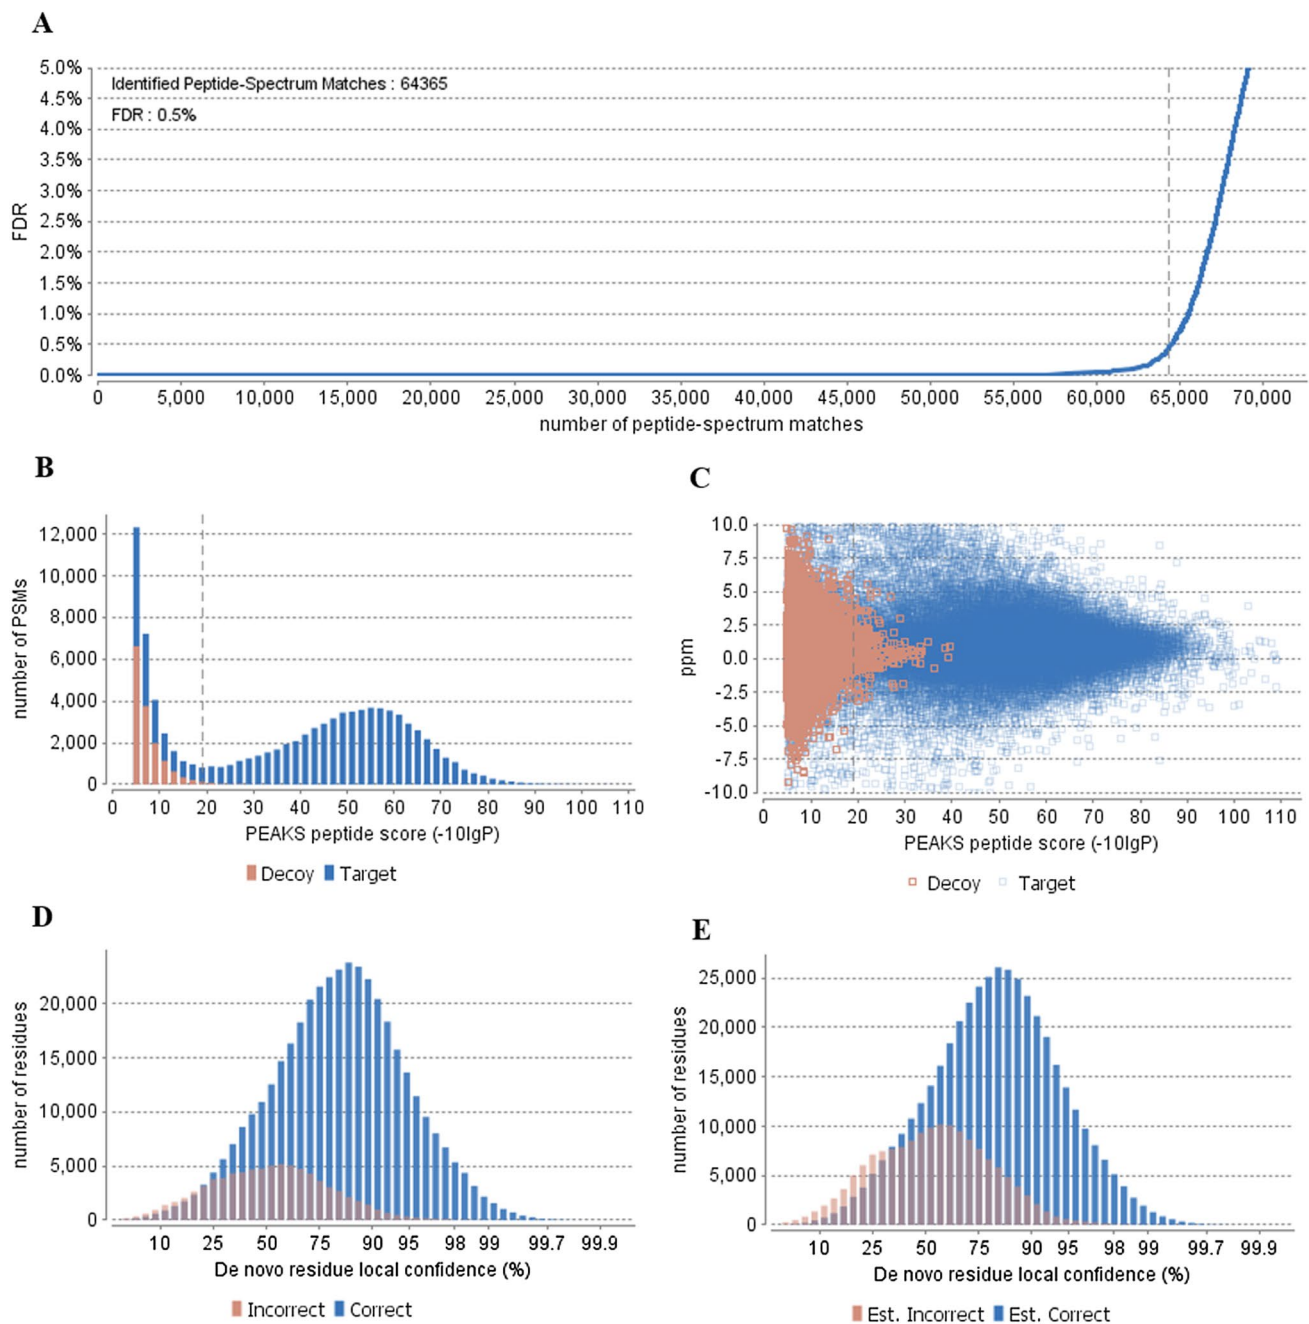 A
5.0%
4.5%
4.0%
3.5%
3.0%
2.5%
2.0%
1.5%
1.0%
0.5%
0.0%
FDR
Identified Peptide-Spectrum Matches : 64365
FDR : 0.5%
0 5,000 10,000 15,000 20,000 25,000 30,000 35,000 40,000 45,000 50,000 55,000 60,000 65,000 70,000
number of peptide-spectrum matches
B
12,000
10,000
8,000
6,000
4,000
2,000
0
number of PSMs
0 10 20 30 40 50 60 70 80 90 100 110
PEAKS peptide score (-10lgP)
Decoy Target
C
10.0
7.5
5.0
2.5
0.0
-2.5
-5.0
-7.5
-10.0
ppm
0 10 20 30 40 50 60 70 80 90 100 110
PEAKS peptide score (-10lgP)
Decoy Target
D
20,000
15,000
10,000
5,000
0
number of residues
10 25 50 75 90 95 98 99 99.7 99.9
De novo residue local confidence (%)
Incorrect Correct
E
25,000
20,000
15,000
10,000
5,000
0
number of residues
10 25 50 75 90 95 98 99 99.7 99.9
De novo residue local confidence (%)
Est. Incorrect Est. Correct